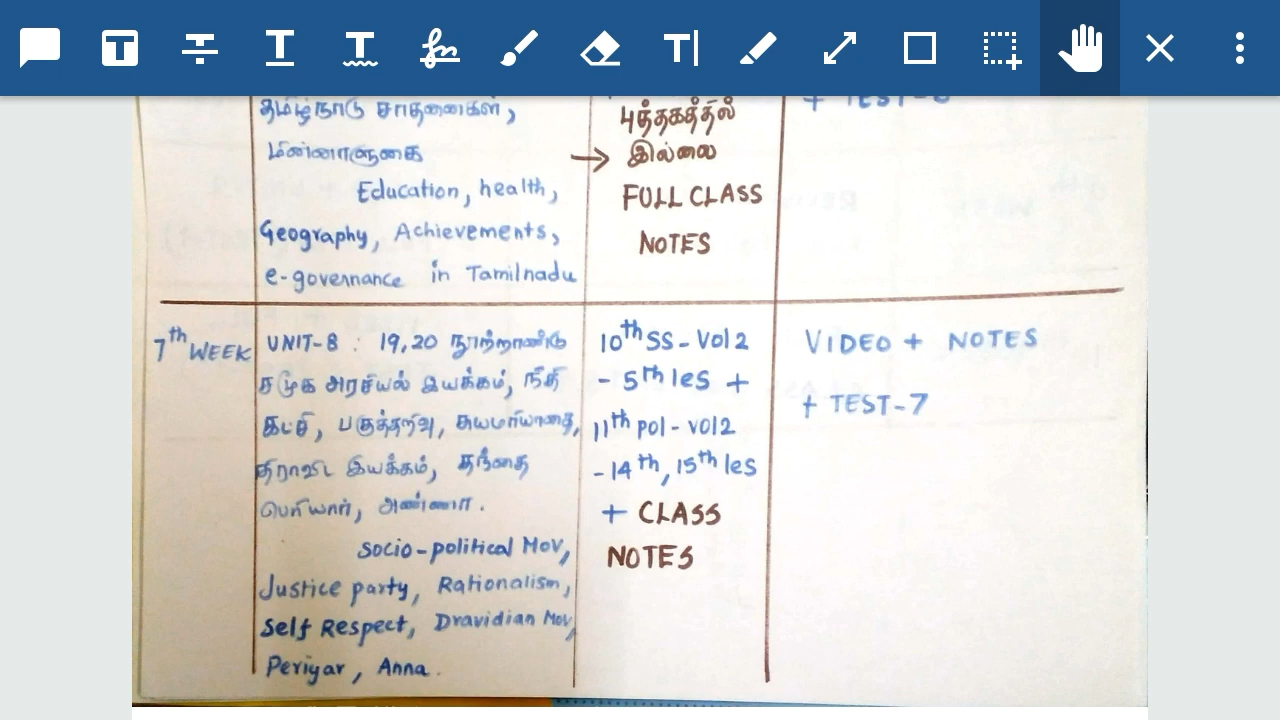 தமிழ்நாடு சாதனைகள்,
மின்னாளுகை
Education, health,
Geography, Achievements,
e-governance in Tamilnadu
புத்தகத்தில்
→ இல்லை
FULL CLASS
NOTES
+ TEST-6
7th WEEK
UNIT-8 : 19,20 நூற்றாண்டு
சமூக அரசியல் இயக்கம், நீதி
கட்சி, பகுத்தறிவு, சுயமரியாதை,
திராவிட இயக்கம், தந்தை
பெரியார், அண்ணா.
Socio-political Mov,
Justice party, Rationalism,
Self Respect, Dravidian Mov,
Periyar, Anna.
10th SS - Vol 2
- 5th les +
11th pol - vol 2
- 14th, 15th les
+ CLASS
NOTES
VIDEO + NOTES
+ TEST-7